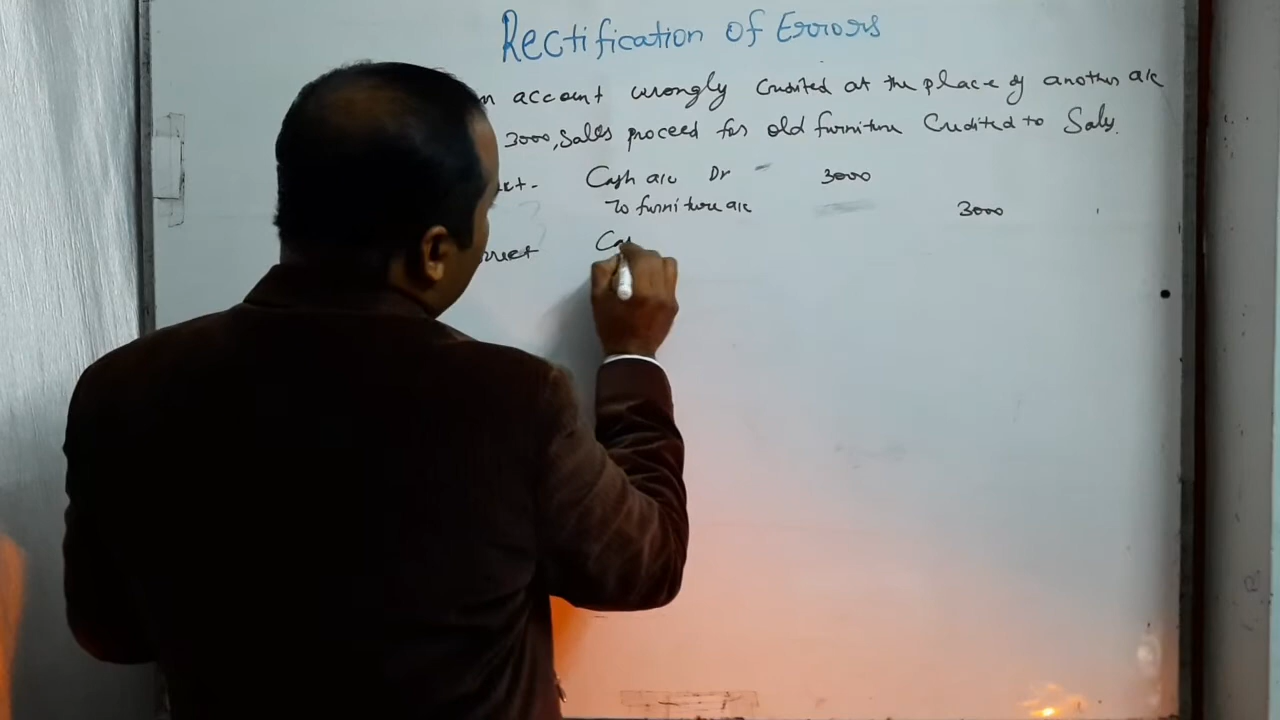 Rectification of Errors
account wrongly Credited at the place of another a/c
3000, Sales proceed for old furniture Credited to Sales.
Cash a/c Dr - 3000
To furniture a/c 3000